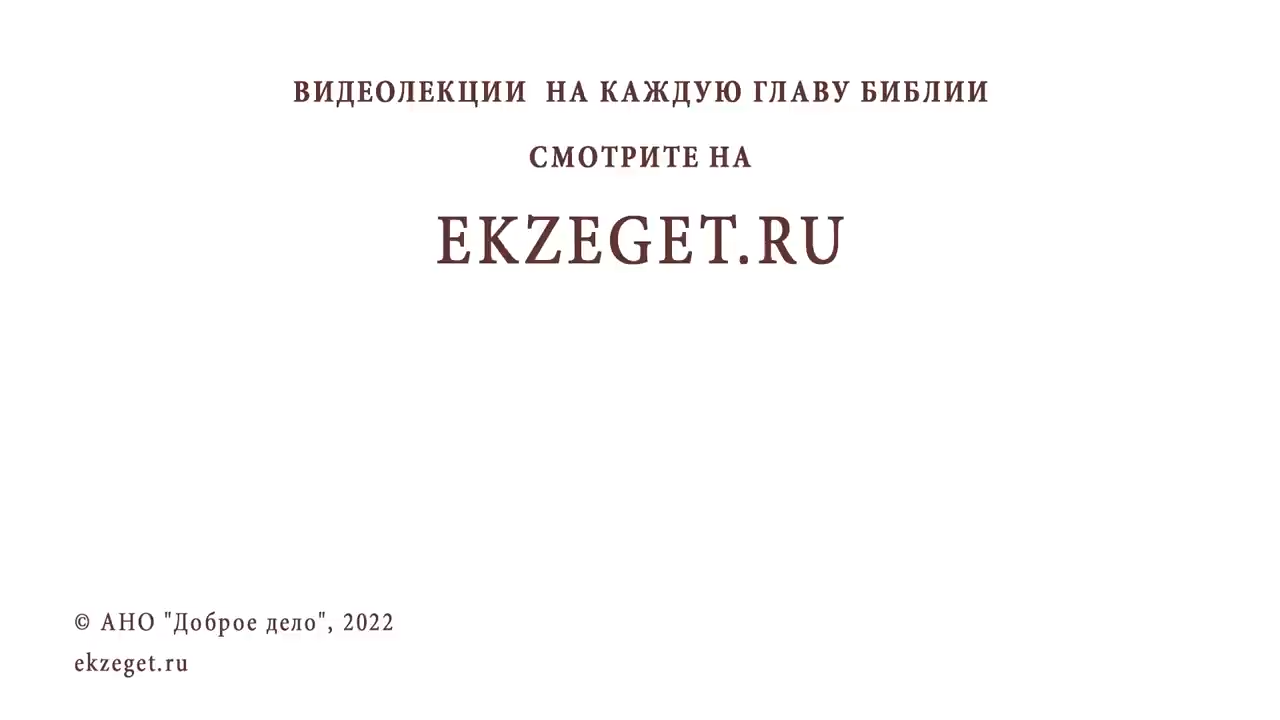 ВИДЕОЛЕКЦИИ НА КАЖДУЮ ГЛАВУ БИБЛИИ
СМОТРИТЕ НА
EKZEGET.RU
© АНО "Доброе дело", 2022
ekzeget.ru